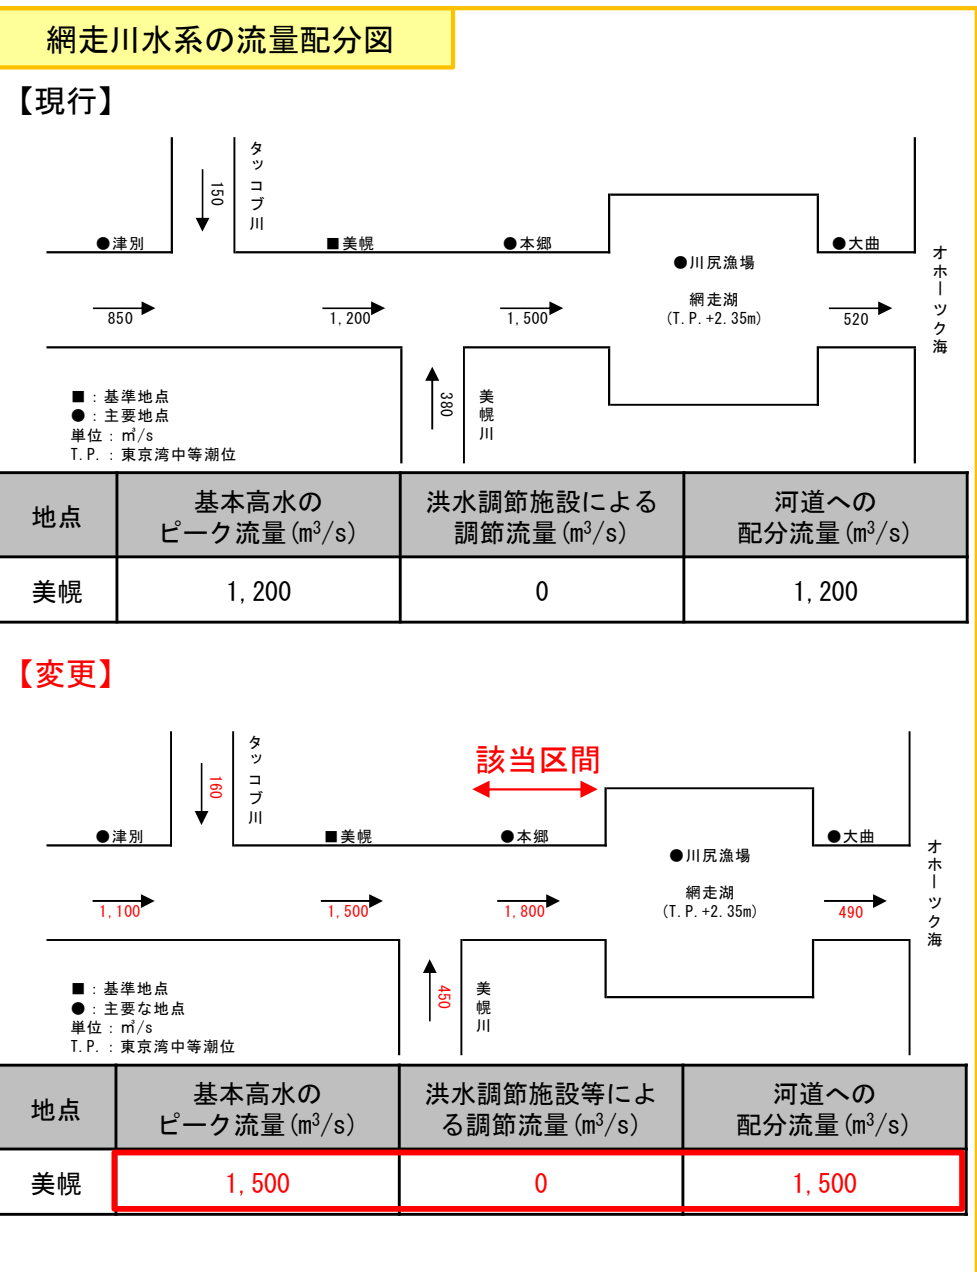 網走川水系の流量配分図
【現行】
タッコブ川
150
●津別
■美幌
●本郷
●大曲
●川尻漁場
網走湖
(T.P.+2.35m)
オホーツク海
850
1,200
1,500
520
380
美幌川
■：基準地点
●：主要地点
単位：㎥/s
T.P.：東京湾中等潮位
地点 基本高水のピーク流量(m³/s) 洪水調節施設による調節流量(m³/s) 河道への配分流量(m³/s)
美幌 1,200 0 1,200
【変更】
タッコブ川
160
該当区間
●津別
■美幌
●本郷
●大曲
●川尻漁場
網走湖
(T.P.+2.35m)
オホーツク海
1,100
1,500
1,800
490
450
美幌川
■：基準地点
●：主要な地点
単位：㎥/s
T.P.：東京湾中等潮位
地点 基本高水のピーク流量(m³/s) 洪水調節施設等による調節流量(m³/s) 河道への配分流量(m³/s)
美幌 1,500 0 1,500